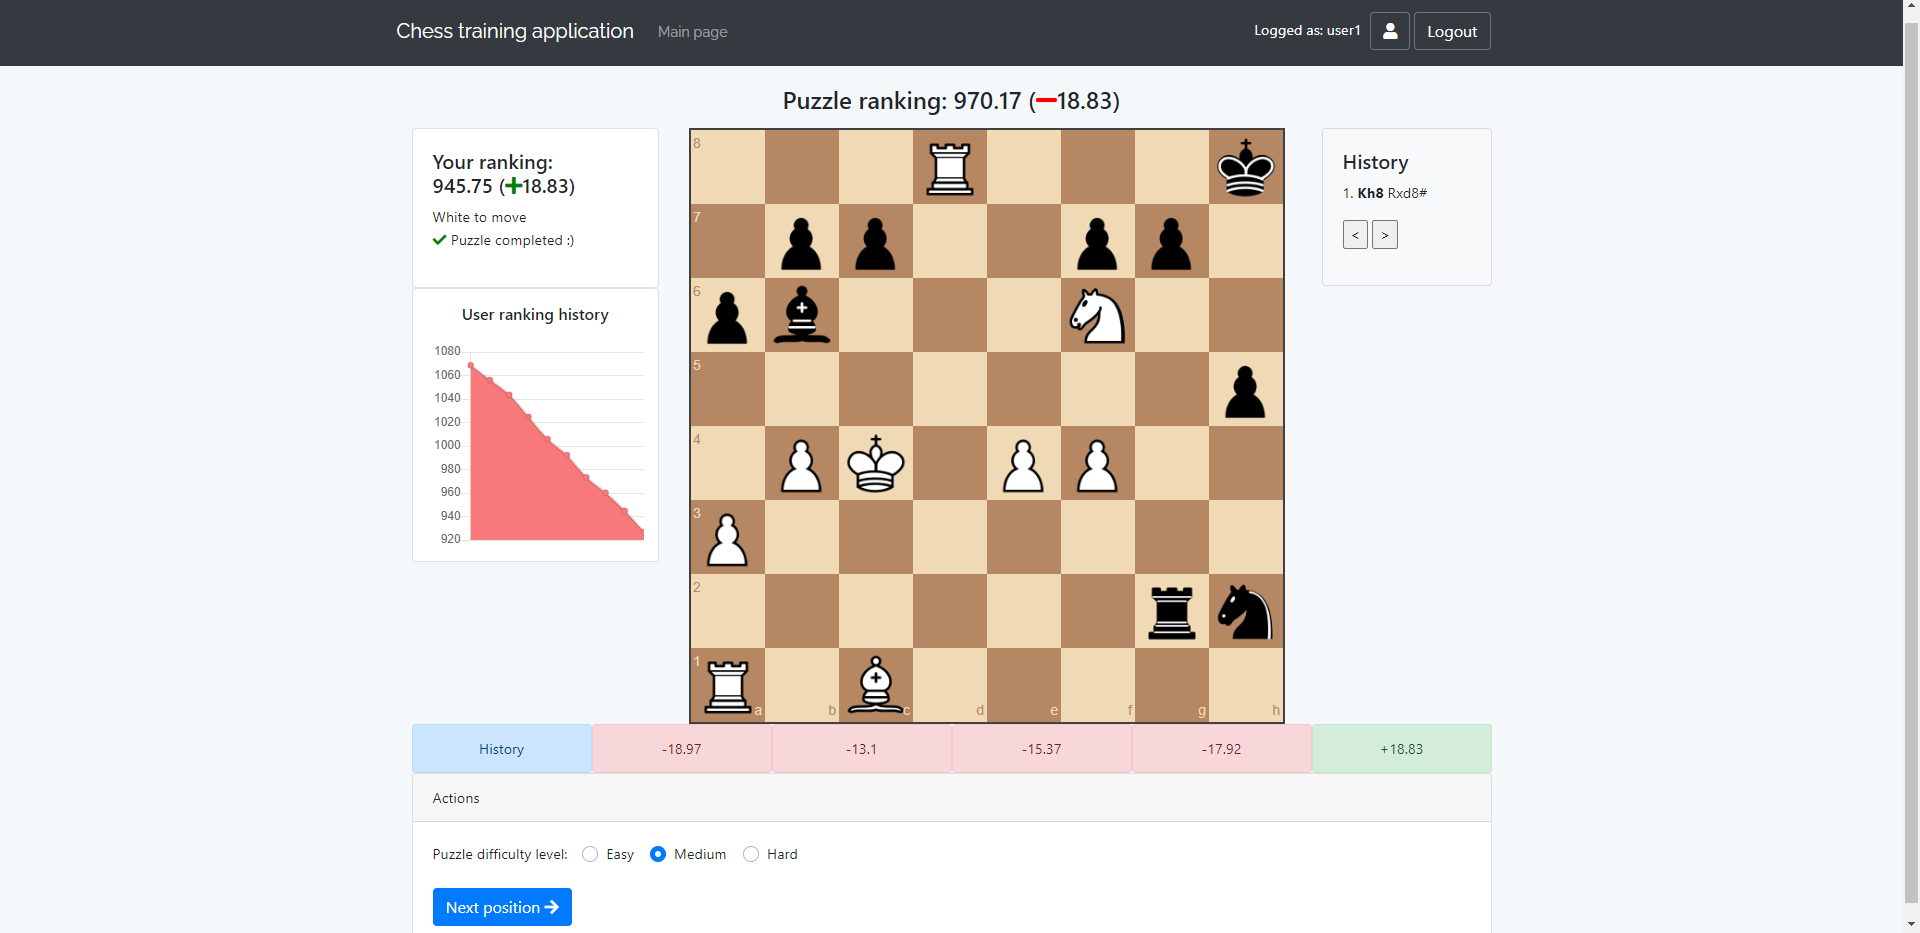 Chess training application
Main page
Logged as: user1
Logout
Puzzle ranking: 970.17 (−18.83)
Your ranking:
945.75 (+18.83)
White to move
Puzzle completed :)
User ranking history
1080
1060
1040
1020
1000
980
960
940
920
8
7
6
5
4
3
2
1
a
b
c
d
e
f
g
h
History
1. Kh8 Rxd8#
<
>
History
-18.97
-13.1
-15.37
-17.92
+18.83
Actions
Puzzle difficulty level: Easy Medium Hard
Next position